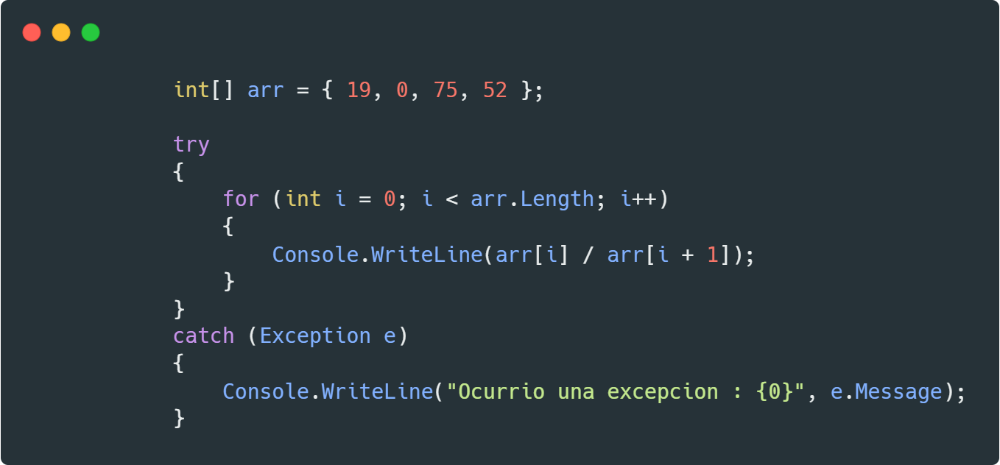 int[] arr = { 19, 0, 75, 52 };
try
{
for (int i = 0; i < arr.Length; i++)
{
Console.WriteLine(arr[i] / arr[i + 1]);
}
}
catch (Exception e)
{
Console.WriteLine("Ocurrio una excepcion : {0}", e.Message);
}